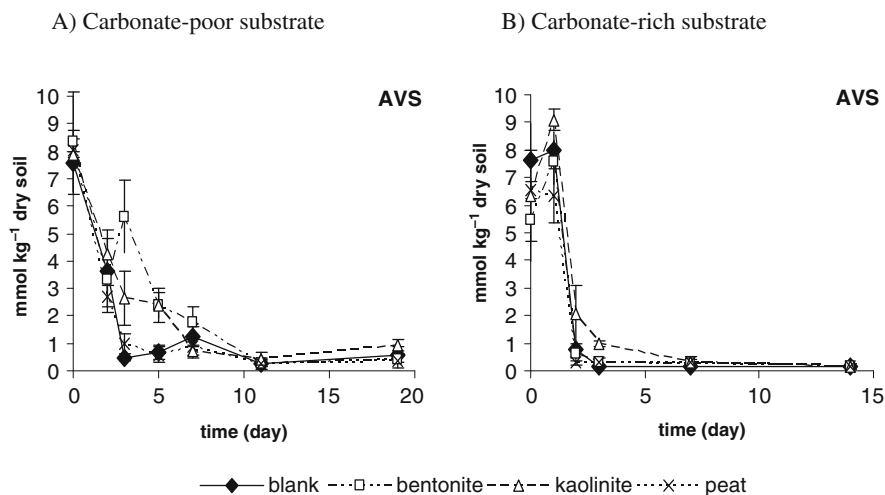 A) Carbonate-poor substrate
B) Carbonate-rich substrate
AVS
10
9
8
7
6
5
4
3
2
1
0
mmol kg⁻¹ dry soil
0 5 10 15 20
time (day)
AVS
10
9
8
7
6
5
4
3
2
1
0
mmol kg⁻¹ dry soil
0 5 10 15
time (day)
blank bentonite kaolinite peat